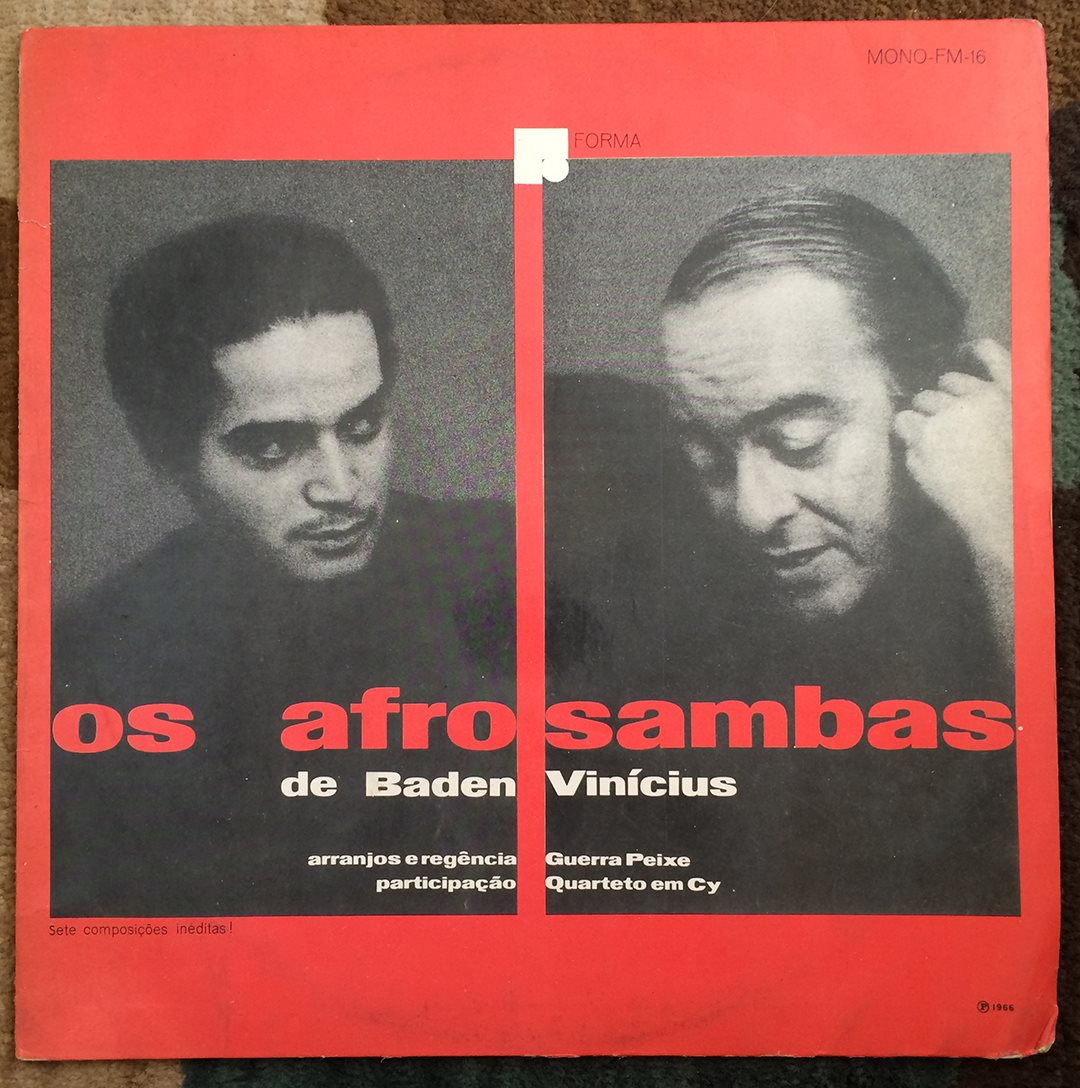 MONO-FM-16
FORMA
os afro sambas
de Baden Vinícius
arranjos e regência Guerra Peixe
participação Quarteto em Cy
Sete composições inéditas!
℗ 1966